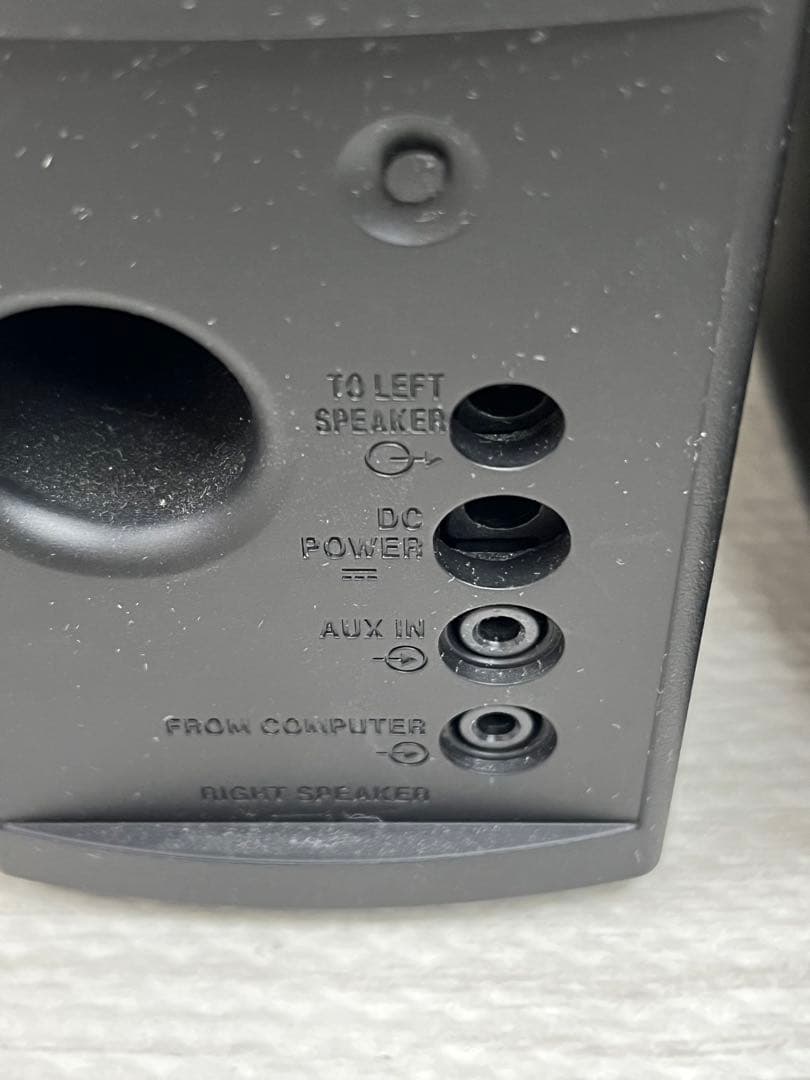 TO LEFT
SPEAKER
DC
POWER
AUX IN
FROM COMPUTER
RIGHT SPEAKER